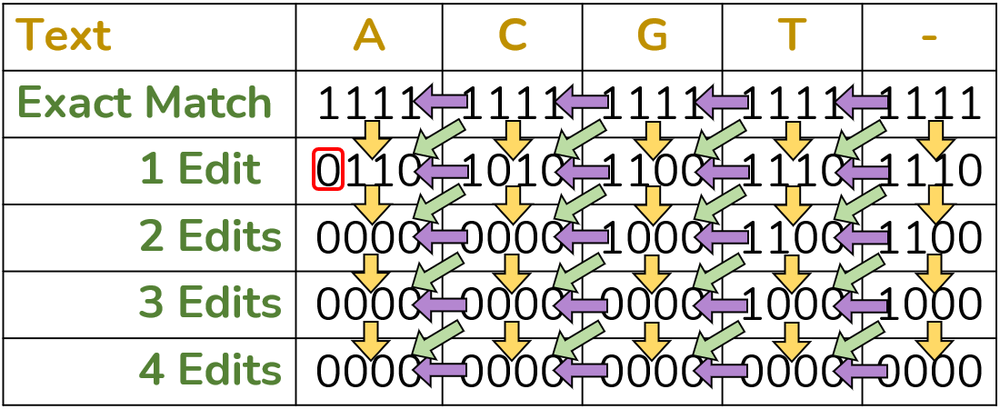 Text A C G T -
Exact Match 1111 1111 1111 1111 1111
1 Edit 0110 1010 1100 1110 1110
2 Edits 0000 0000 1000 1100 1100
3 Edits 0000 0000 0000 1000 1000
4 Edits 0000 0000 0000 0000 0000